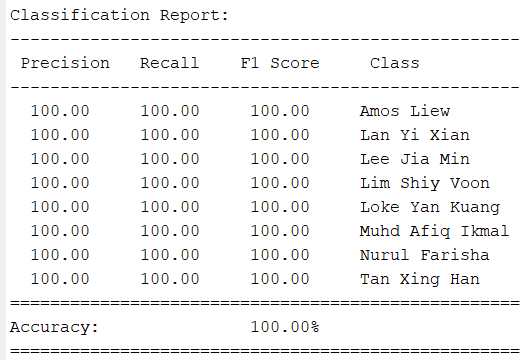 Classification Report:
---------------------------------------------------
Precision Recall F1 Score Class
---------------------------------------------------
100.00 100.00 100.00 Amos Liew
100.00 100.00 100.00 Lan Yi Xian
100.00 100.00 100.00 Lee Jia Min
100.00 100.00 100.00 Lim Shiy Voon
100.00 100.00 100.00 Loke Yan Kuang
100.00 100.00 100.00 Muhd Afiq Ikmal
100.00 100.00 100.00 Nurul Farisha
100.00 100.00 100.00 Tan Xing Han
===================================================
Accuracy: 100.00%
===================================================